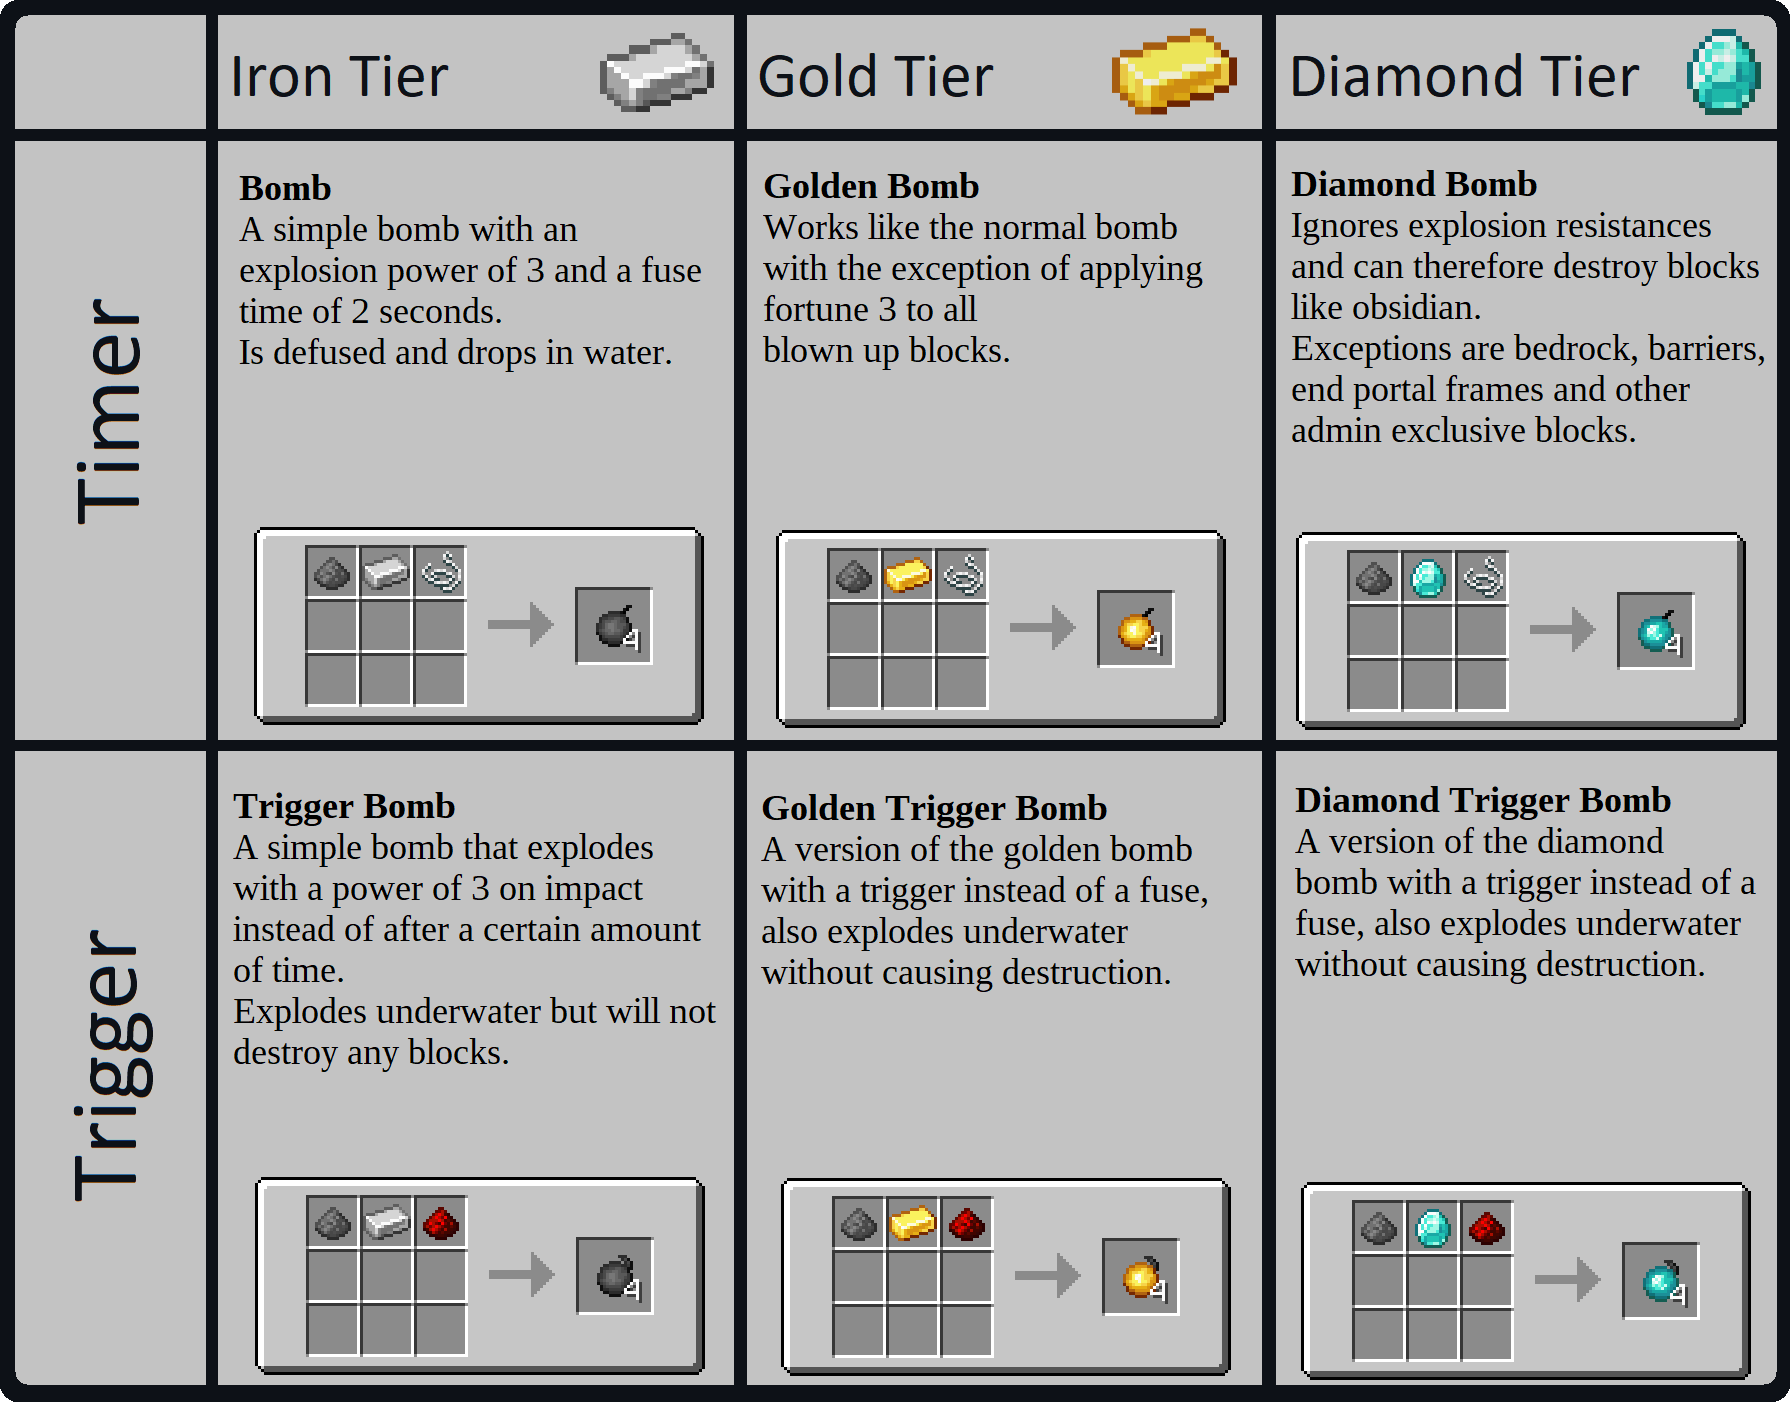 Iron Tier
Gold Tier
Diamond Tier
Timer
Bomb
A simple bomb with an
explosion power of 3 and a fuse
time of 2 seconds.
Is defused and drops in water.
4
Golden Bomb
Works like the normal bomb
with the exception of applying
fortune 3 to all
blown up blocks.
4
Diamond Bomb
Ignores explosion resistances
and can therefore destroy blocks
like obsidian.
Exceptions are bedrock, barriers,
end portal frames and other
admin exclusive blocks.
4
Trigger
Trigger Bomb
A simple bomb that explodes
with a power of 3 on impact
instead of after a certain amount
of time.
Explodes underwater but will not
destroy any blocks.
4
Golden Trigger Bomb
A version of the golden bomb
with a trigger instead of a fuse,
also explodes underwater
without causing destruction.
4
Diamond Trigger Bomb
A version of the diamond
bomb with a trigger instead of a
fuse, also explodes underwater
without causing destruction.
4